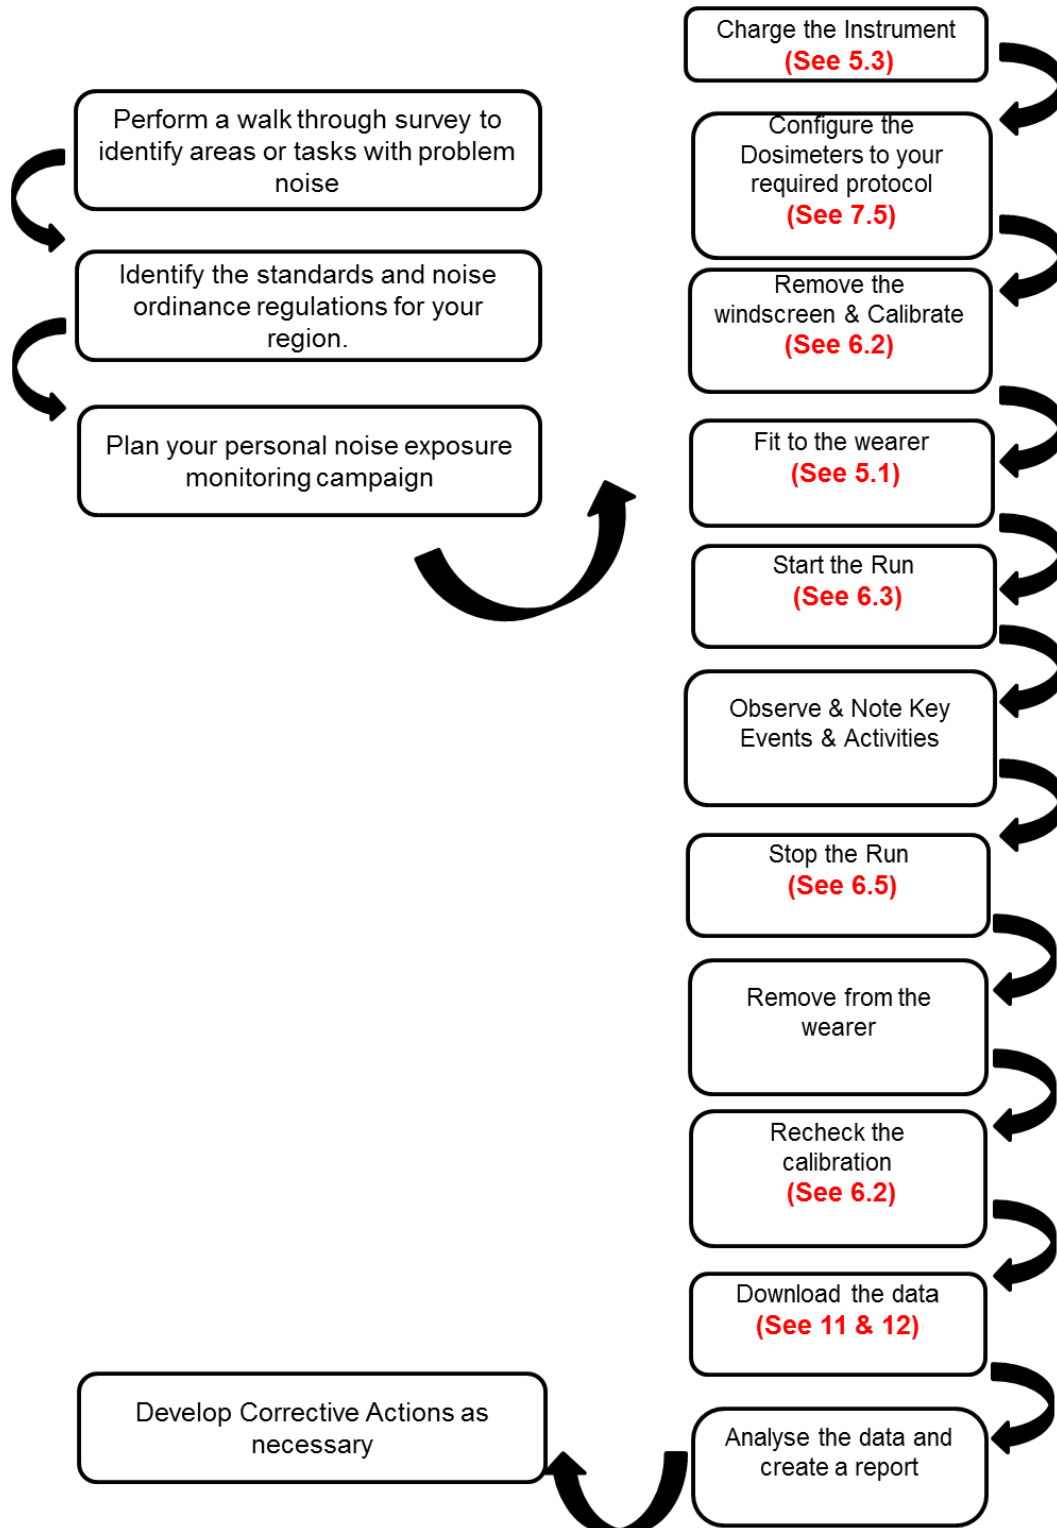 Perform a walk through survey to
identify areas or tasks with problem
noise
Identify the standards and noise
ordinance regulations for your
region.
Plan your personal noise exposure
monitoring campaign
Charge the Instrument
(See 5.3)
Configure the
Dosimeters to your
required protocol
(See 7.5)
Remove the
windscreen & Calibrate
(See 6.2)
Fit to the wearer
(See 5.1)
Start the Run
(See 6.3)
Observe & Note Key
Events & Activities
Stop the Run
(See 6.5)
Remove from the
wearer
Recheck the
calibration
(See 6.2)
Download the data
(See 11 & 12)
Analyse the data and
create a report
Develop Corrective Actions as
necessary